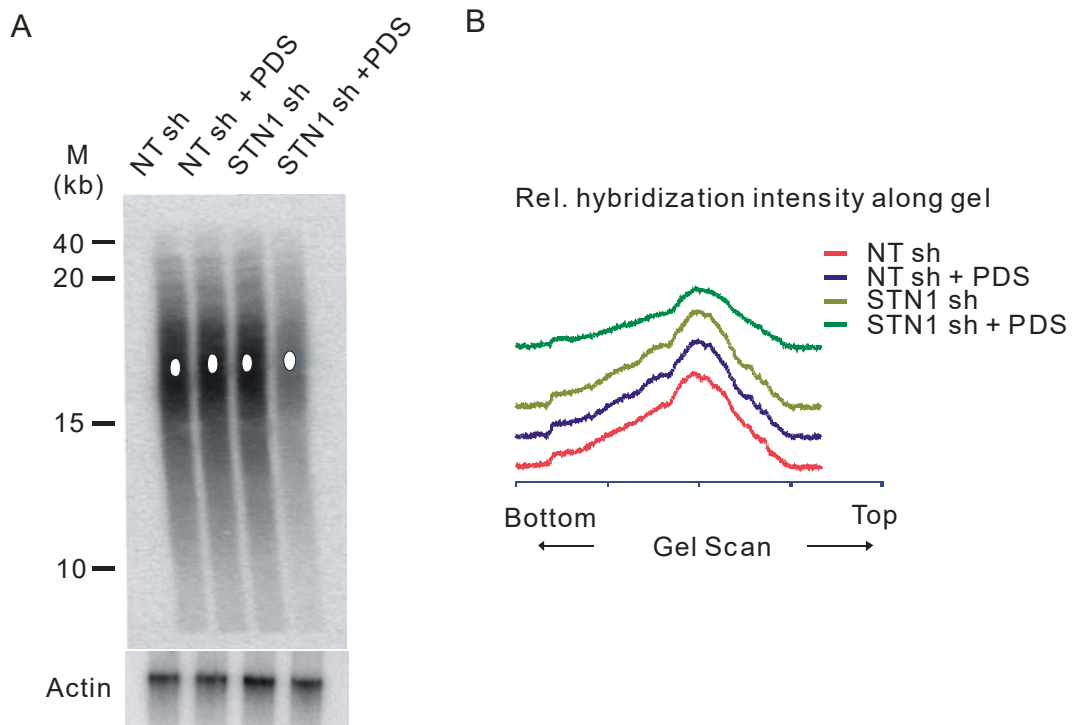 A
NT sh
NT sh + PDS
STN1 sh
STN1 sh +PDS
M
(kb)
40
20
15
10
Actin
B
Rel. hybridization intensity along gel
NT sh
NT sh + PDS
STN1 sh
STN1 sh + PDS
Bottom
Top
Gel Scan